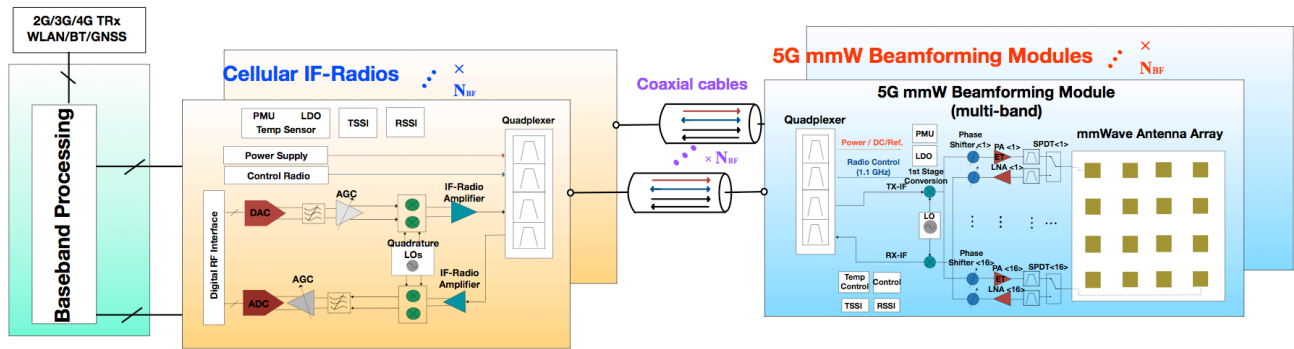 2G/3G/4G TRx
WLAN/BT/GNSS
Baseband Processing
Cellular IF-Radios
×
N_BF
PMU LDO
Temp Sensor
TSSI
RSSI
Quadplexer
Power Supply
Control Radio
Digital RF Interface
AGC
IF-Radio
Amplifier
DAC
Quadrature
LOs
AGC
IF-Radio
Amplifier
ADC
Coaxial cables
× N_BF
5G mmW Beamforming Modules
×
N_BF
5G mmW Beamforming Module
(multi-band)
Quadplexer
Power / DC/Ref.
PMU
Radio Control
(1.1 GHz)
LDO
1st Stage
Conversion
TX-IF
LO
RX-IF
Phase
Shifter <1>
PA <1>
ET
LNA <1>
SPDT<1>
mmWave Antenna Array
Phase
Shifter <16>
PA <16>
ET
LNA <16>
SPDT<16>
Temp
Control
Control
TSSI
RSSI